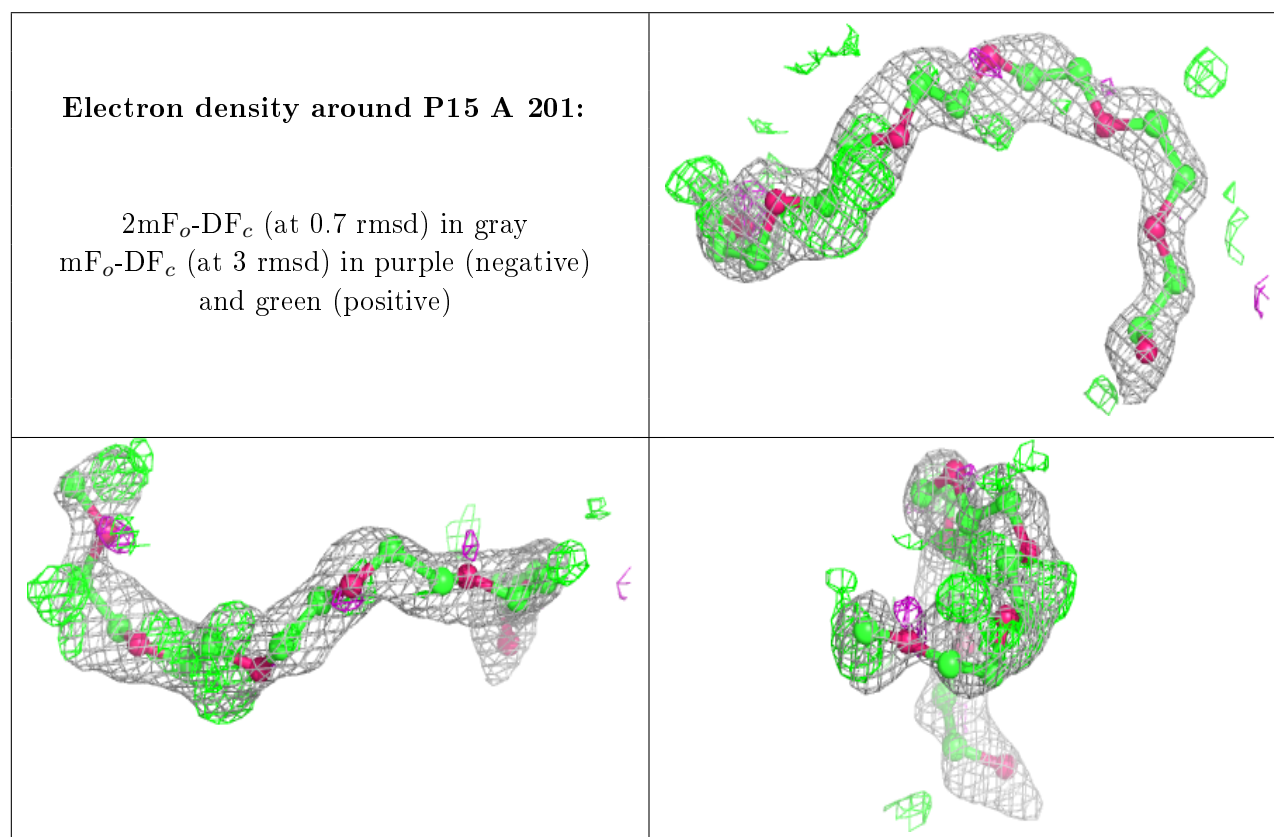 Electron density around P15 A 201:
2mFo-DFc (at 0.7 rmsd) in gray
mFo-DFc (at 3 rmsd) in purple (negative)
and green (positive)